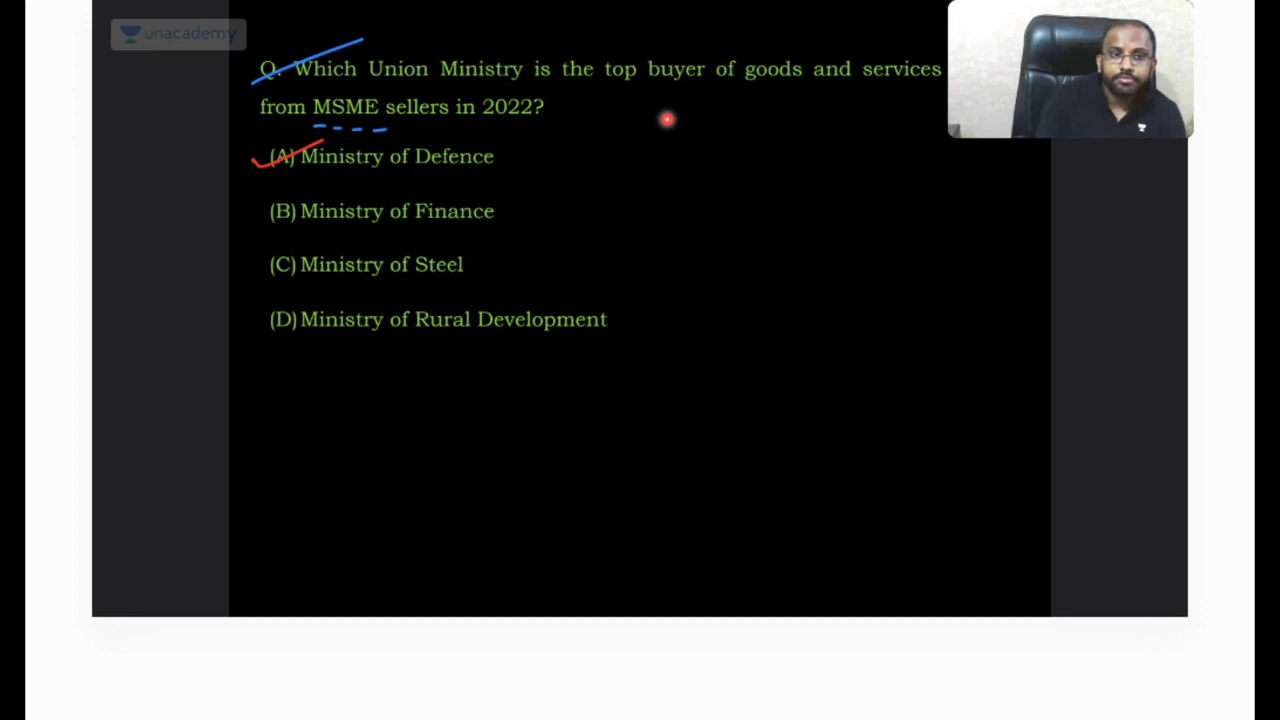 unacademy
Q. Which Union Ministry is the top buyer of goods and services
from MSME sellers in 2022?
(A) Ministry of Defence
(B) Ministry of Finance
(C) Ministry of Steel
(D) Ministry of Rural Development